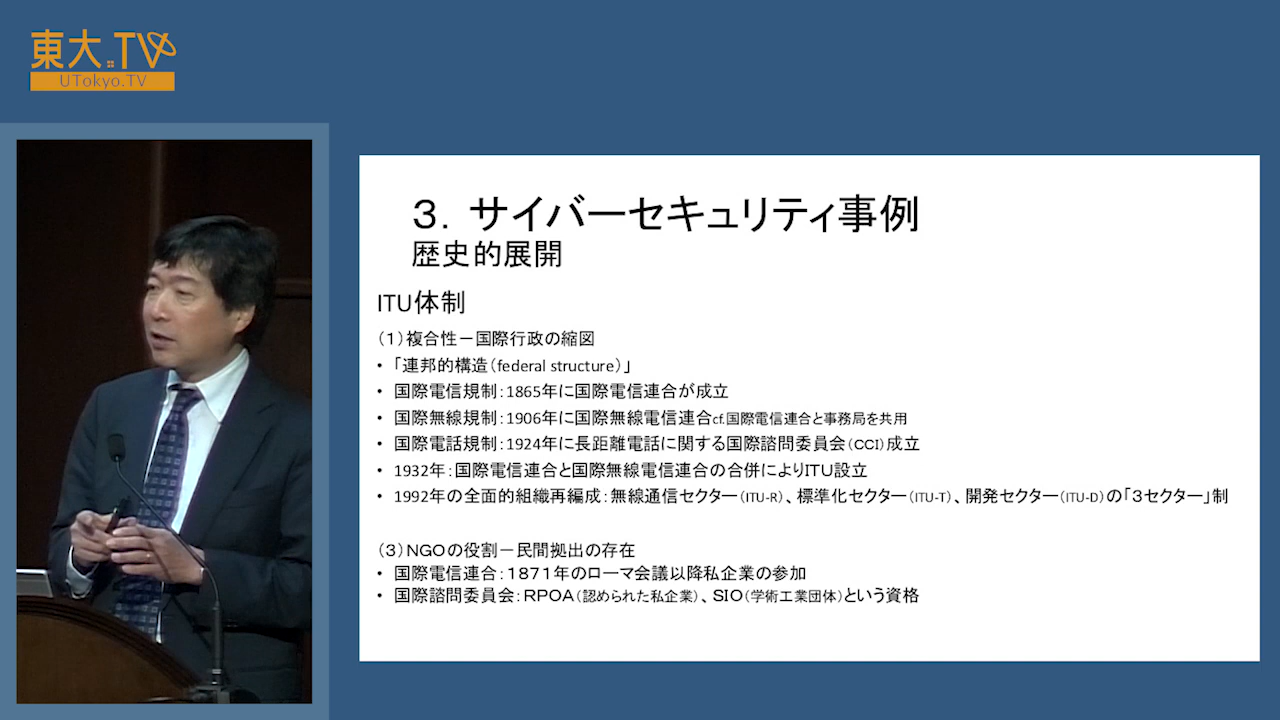 東大.TV
UTokyo.TV
３．サイバーセキュリティ事例
歴史的展開
ITU体制
（１）複合性－国際行政の縮図
• 「連邦的構造（federal structure）」
• 国際電信規制：1865年に国際電信連合が成立
• 国際無線規制：1906年に国際無線電信連合cf.国際電信連合と事務局を共用
• 国際電話規制：1924年に長距離電話に関する国際諮問委員会（CCI）成立
• 1932年：国際電信連合と国際無線電信連合の合併によりITU設立
• 1992年の全面的組織再編成：無線通信セクター（ITU-R）、標準化セクター（ITU-T）、開発セクター（ITU-D）の「３セクター」制
（３）NGOの役割－民間拠出の存在
• 国際電信連合：１８７１年のローマ会議以降私企業の参加
• 国際諮問委員会：RPOA（認められた私企業）、SIO（学術工業団体）という資格